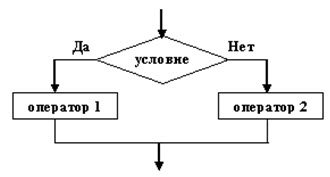 Да Нет
условие
оператор 1 оператор 2